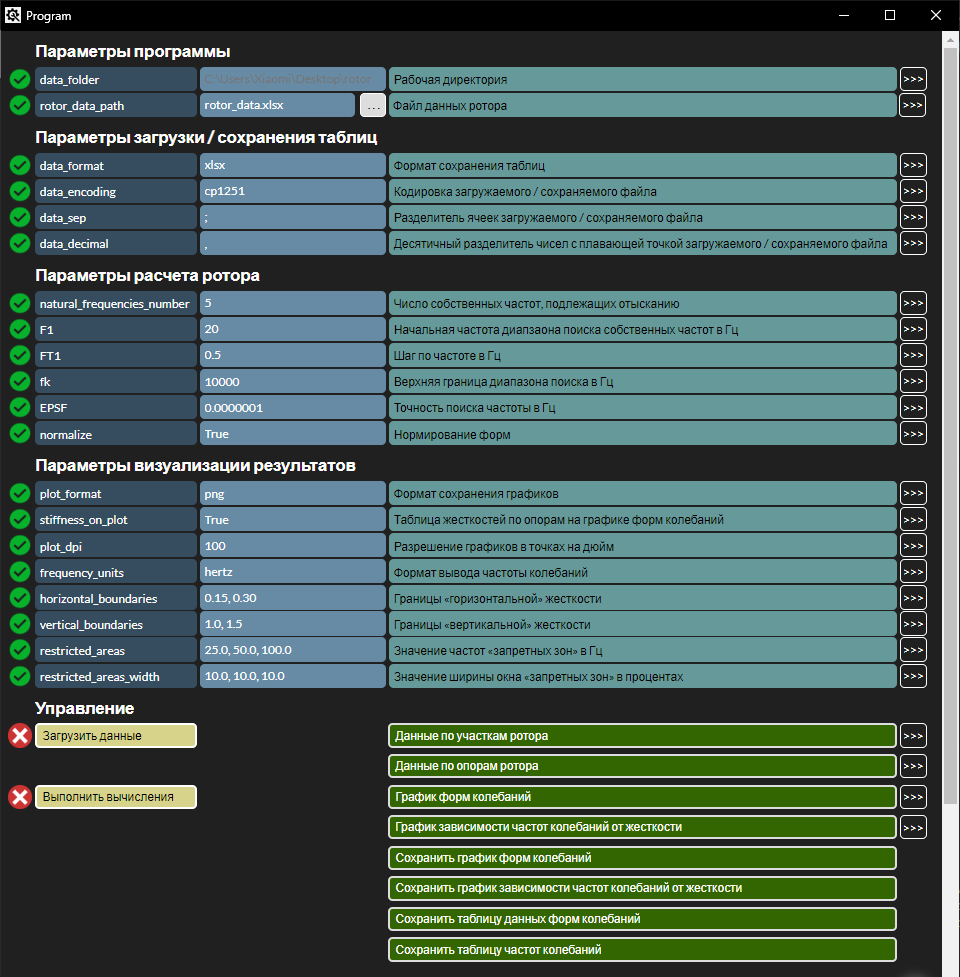 Program
Параметры программы
data_folder C:\Users\Xiaomi\Desktop\rotor Рабочая директория >>>
rotor_data_path rotor_data.xlsx ... Файл данных ротора >>>
Параметры загрузки / сохранения таблиц
data_format xlsx Формат сохранения таблиц >>>
data_encoding cp1251 Кодировка загружаемого / сохраняемого файла >>>
data_sep ; Разделитель ячеек загружаемого / сохраняемого файла >>>
data_decimal , Десятичный разделитель чисел с плавающей точкой загружаемого / сохраняемого файла >>>
Параметры расчета ротора
natural_frequencies_number 5 Число собственных частот, подлежащих отысканию >>>
F1 20 Начальная частота диапзаона поиска собственных частот в Гц >>>
FT1 0.5 Шаг по частоте в Гц >>>
fk 10000 Верхняя граница диапазона поиска в Гц >>>
EPSF 0.0000001 Точность поиска частоты в Гц >>>
normalize True Нормирование форм >>>
Параметры визуализации результатов
plot_format png Формат сохранения графиков >>>
stiffness_on_plot True Таблица жесткостей по опорам на графике форм колебаний >>>
plot_dpi 100 Разрешение графиков в точках на дюйм >>>
frequency_units hertz Формат вывода частоты колебаний >>>
horizontal_boundaries 0.15, 0.30 Границы «горизонтальной» жесткости >>>
vertical_boundaries 1.0, 1.5 Границы «вертикальной» жесткости >>>
restricted_areas 25.0, 50.0, 100.0 Значение частот «запретных зон» в Гц >>>
restricted_areas_width 10.0, 10.0, 10.0 Значение ширины окна «запретных зон» в процентах >>>
Управление
Загрузить данные Данные по участкам ротора >>>
Данные по опорам ротора >>>
Выполнить вычисления График форм колебаний >>>
График зависимости частот колебаний от жесткости >>>
Сохранить график форм колебаний
Сохранить график зависимости частот колебаний от жесткости
Сохранить таблицу данных форм колебаний
Сохранить таблицу частот колебаний